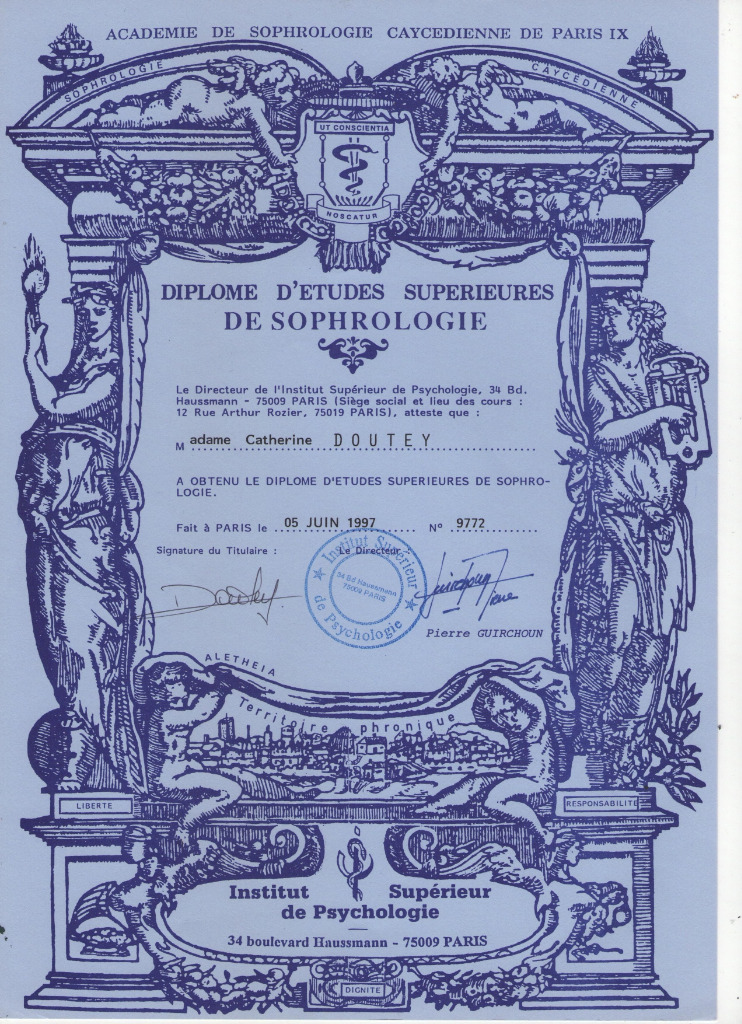 ACADEMIE DE SOPHROLOGIE CAYCEDIENNE DE PARIS IX
SOPHROLOGIE
CAYCÉDIENNE
UT CONSCIENTIA
NOSCATUR
DIPLOME D'ETUDES SUPERIEURES
DE SOPHROLOGIE
Le Directeur de l'Institut Supérieur de Psychologie, 34 Bd.
Haussmann - 75009 PARIS (Siège social et lieu des cours :
12 Rue Arthur Rozier, 75019 PARIS), atteste que :
Madame Catherine DOUTEY
A OBTENU LE DIPLOME D'ETUDES SUPERIEURES DE SOPHRO-
LOGIE.
Fait à PARIS le 05 JUIN 1997 N° 9772
Signature du Titulaire : Le Directeur
Institut Supérieur
34 Bd Haussmann
75009 PARIS
de Psychologie
Doutey
Guirchoun
Pierre GUIRCHOUN
ALETHEIA
Territoire phronique
LIBERTE
RESPONSABILITE
Institut Supérieur
de Psychologie
34 boulevard Haussmann - 75009 PARIS
DIGNITE